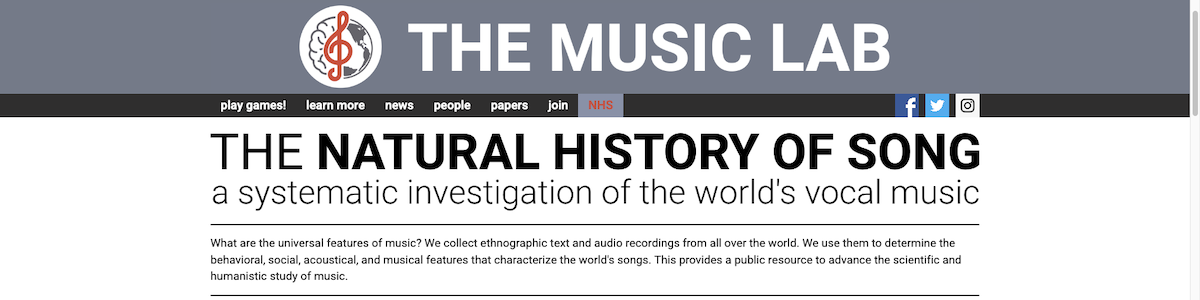 THE MUSIC LAB
play games! learn more news people papers join NHS
THE NATURAL HISTORY OF SONG
a systematic investigation of the world's vocal music
What are the universal features of music? We collect ethnographic text and audio recordings from all over the world. We use them to determine the
behavioral, social, acoustical, and musical features that characterize the world's songs. This provides a public resource to advance the scientific and
humanistic study of music.